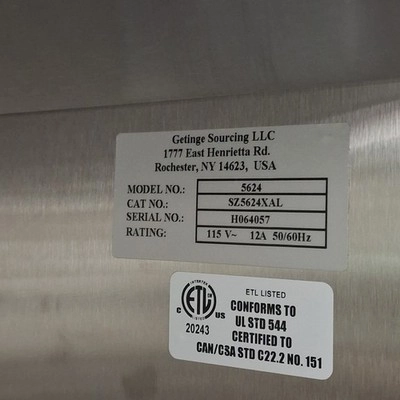 Getinge Sourcing LLC
1777 East Henrietta Rd.
Rochester, NY 14623, USA
MODEL NO.: 5624
CAT NO.: SZ5624XAL
SERIAL NO.: H064057
RATING: 115 V~ 12A 50/60Hz
ETL LISTED
CONFORMS TO
UL STD 544
CERTIFIED TO
CAN/CSA STD C22.2 NO. 151
INTERTEK
ETL
C US
20243